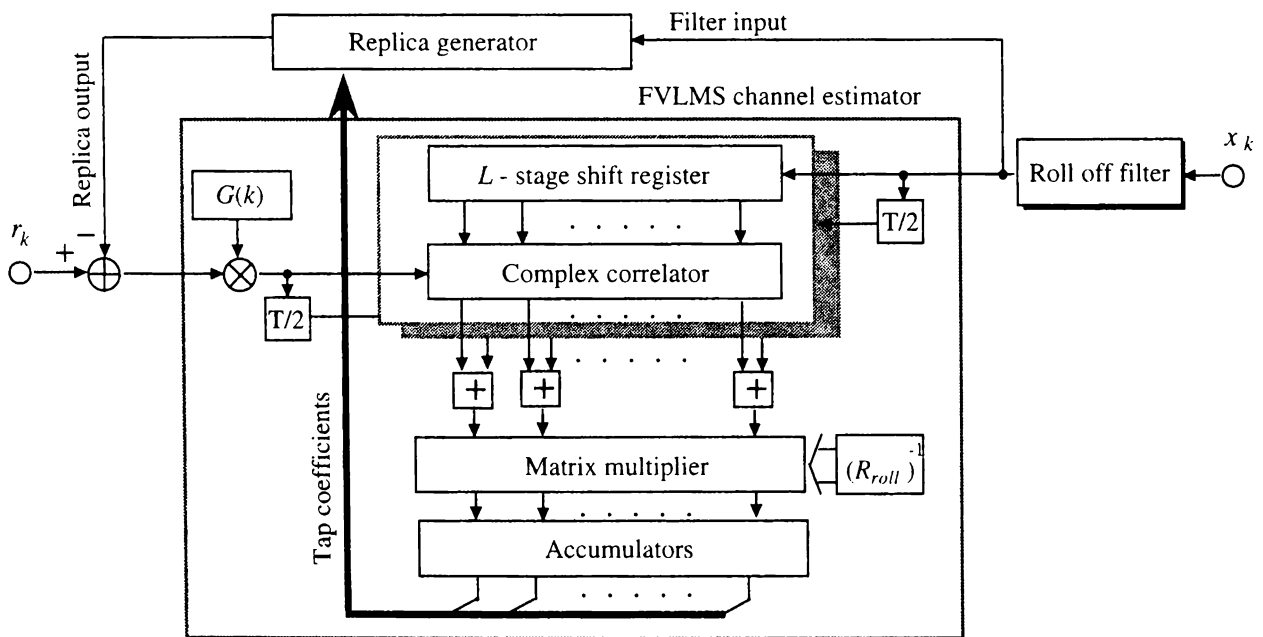 Filter input
Replica generator
Replica output
FVLMS channel estimator
x k
L - stage shift register
Roll off filter
G(k)
T/2
r k
+
−
. . . . .
Complex correlator
T/2
. . . . .
. . . . .
+ + +
Matrix multiplier
(R roll ) -1
Tap coefficients
. . . . .
Accumulators
. . . . .